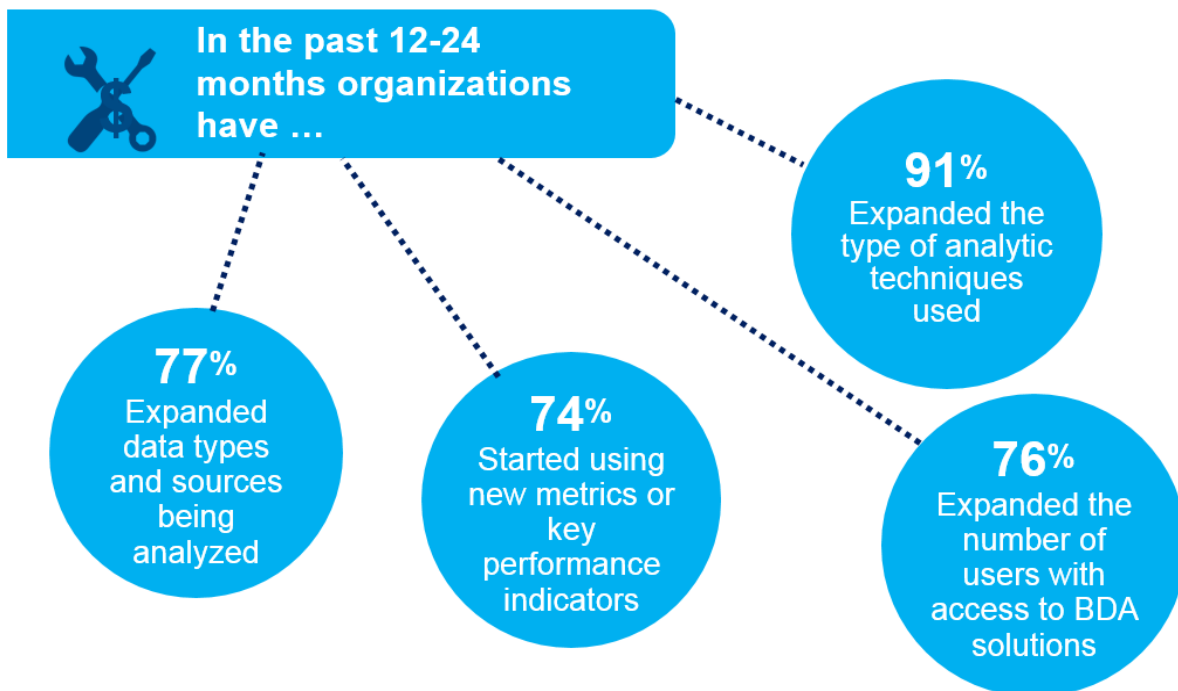 In the past 12-24
months organizations
have ...
91%
Expanded the
type of analytic
techniques
used
77%
Expanded
data types
and sources
being
analyzed
74%
Started using
new metrics or
key
performance
indicators
76%
Expanded the
number of
users with
access to BDA
solutions